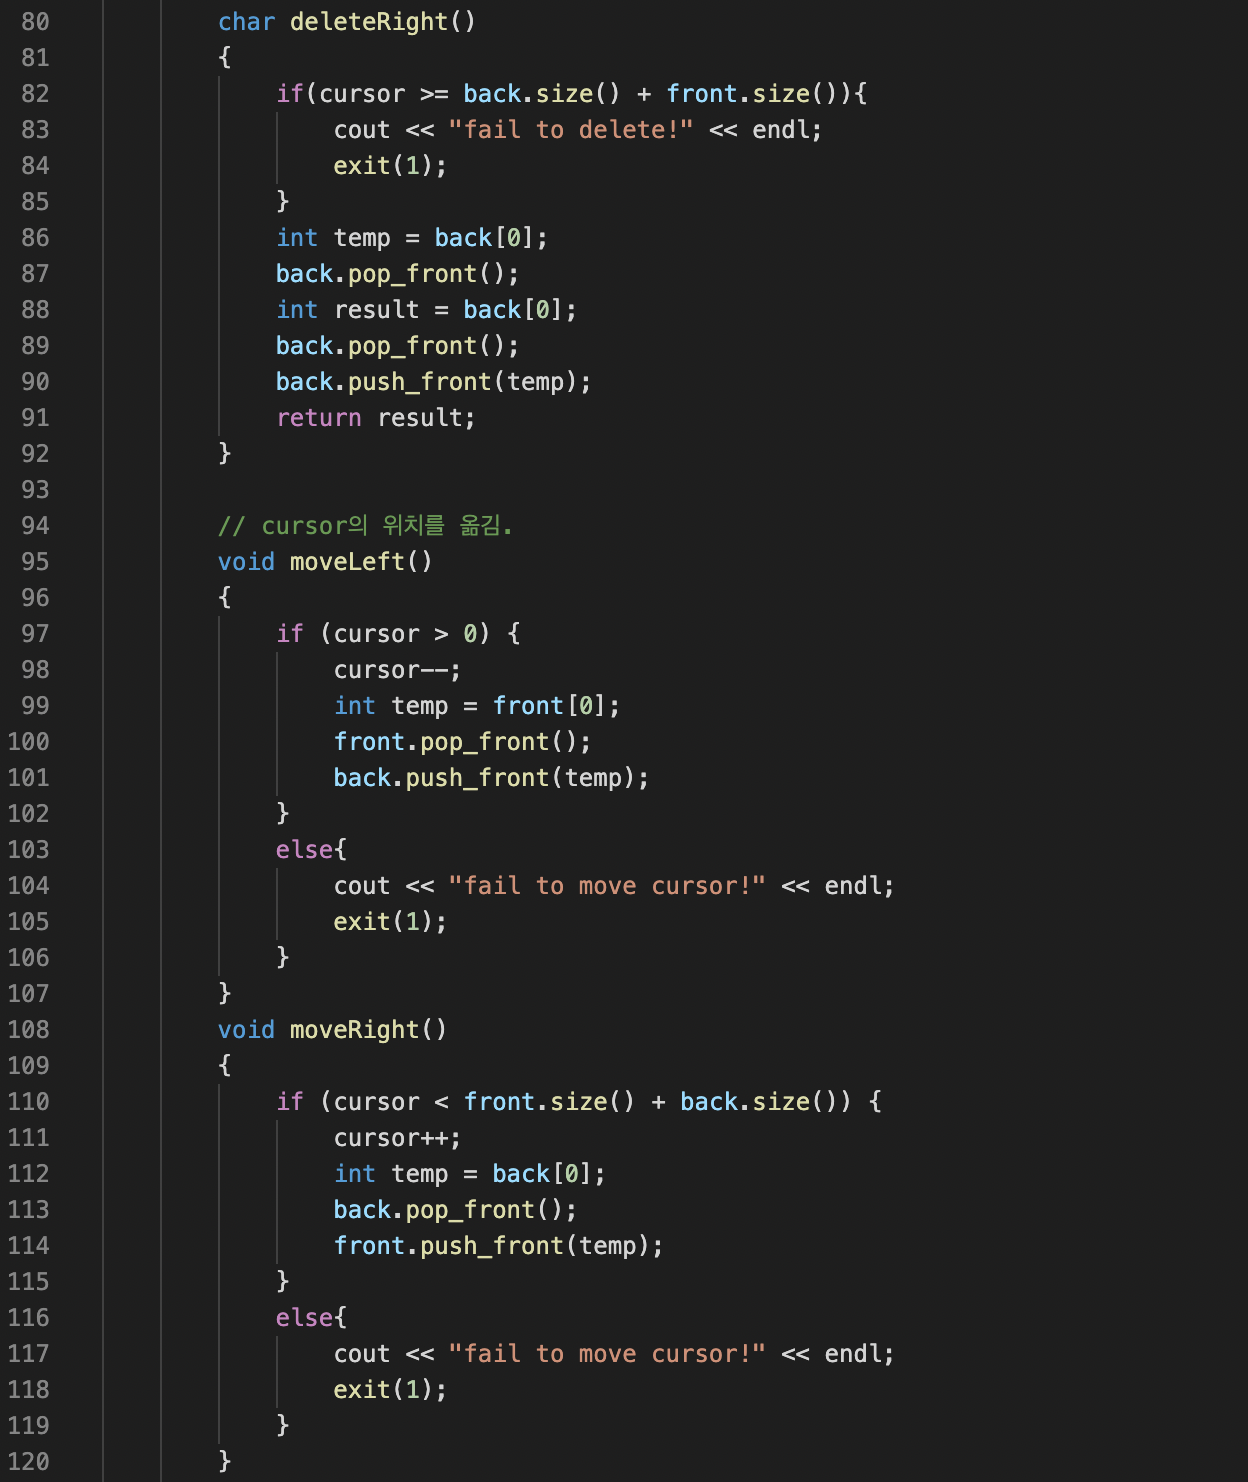 80 char deleteRight()
81 {
82 if(cursor >= back.size() + front.size()){
83 cout << "fail to delete!" << endl;
84 exit(1);
85 }
86 int temp = back[0];
87 back.pop_front();
88 int result = back[0];
89 back.pop_front();
90 back.push_front(temp);
91 return result;
92 }
93
94 // cursor의 위치를 옮김.
95 void moveLeft()
96 {
97 if (cursor > 0) {
98 cursor--;
99 int temp = front[0];
100 front.pop_front();
101 back.push_front(temp);
102 }
103 else{
104 cout << "fail to move cursor!" << endl;
105 exit(1);
106 }
107 }
108 void moveRight()
109 {
110 if (cursor < front.size() + back.size()) {
111 cursor++;
112 int temp = back[0];
113 back.pop_front();
114 front.push_front(temp);
115 }
116 else{
117 cout << "fail to move cursor!" << endl;
118 exit(1);
119 }
120 }